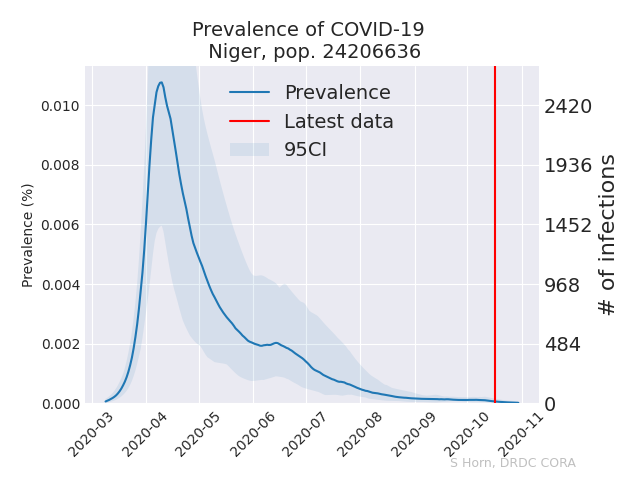 Prevalence of COVID-19
Niger, pop. 24206636
Prevalence
Latest data
95CI
0.010
0.008
0.006
0.004
0.002
0.000
Prevalence (%)
2420
1936
1452
968
484
0
# of infections
2020-03
2020-04
2020-05
2020-06
2020-07
2020-08
2020-09
2020-10
2020-11
S Horn, DRDC CORA